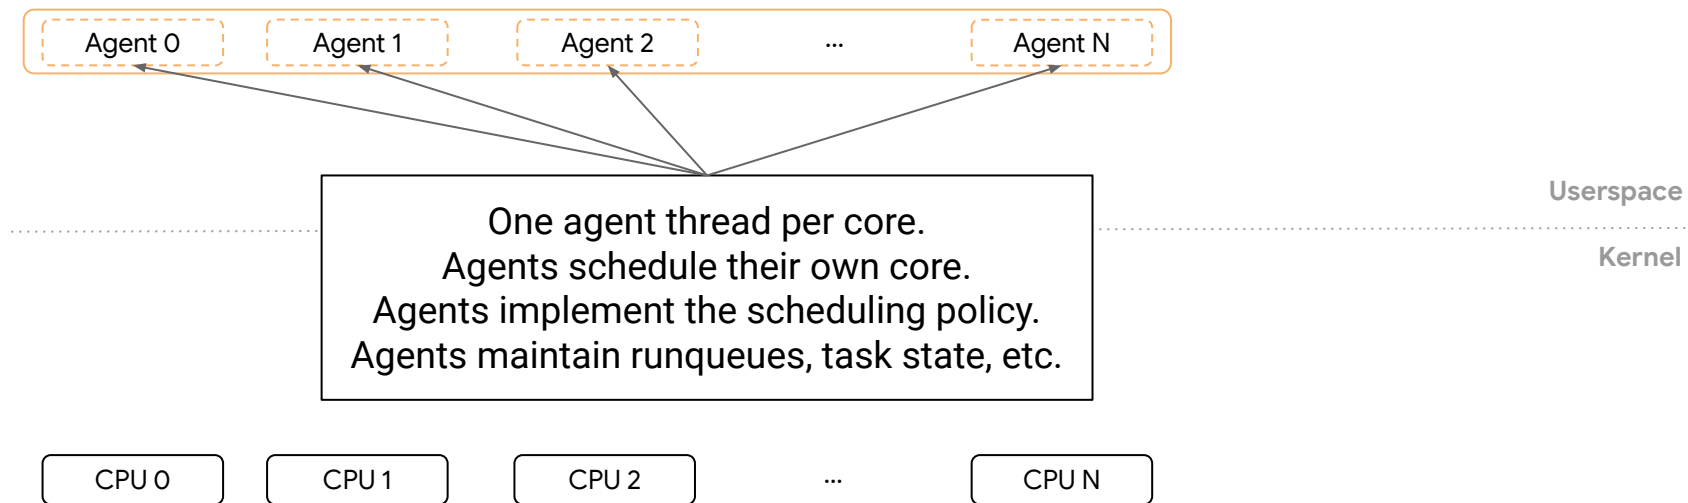 Agent 0
Agent 1
Agent 2
...
Agent N
Userspace
One agent thread per core.
Agents schedule their own core.
Kernel
Agents implement the scheduling policy.
Agents maintain runqueues, task state, etc.
CPU 0
CPU 1
CPU 2
...
CPU N